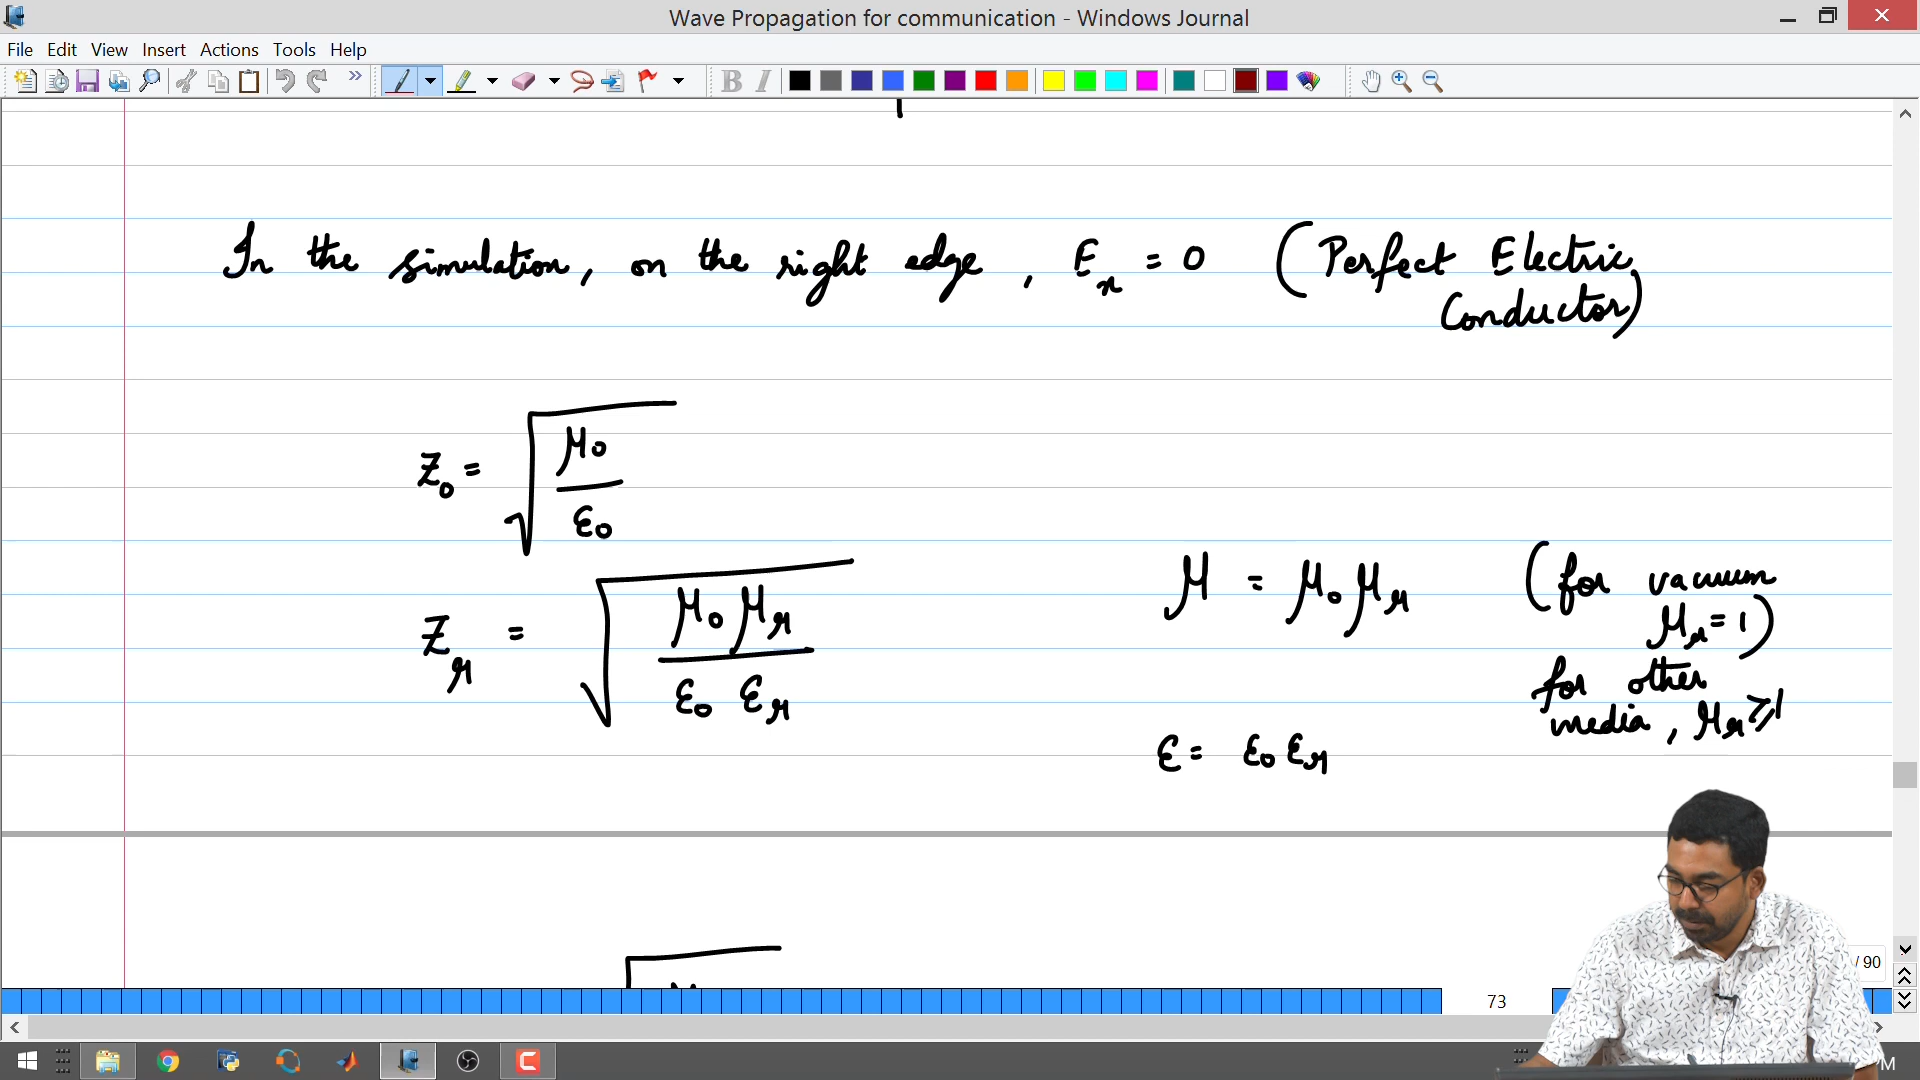 Wave Propagation for communication - Windows Journal
File Edit View Insert Actions Tools Help
B I
In the simulation, on the right edge, Ex = 0 (Perfect Electric
Conductor)
Z₀ = √(μ₀/ε₀)
Zr = √(μ₀μr/ε₀εr)
μ = μ₀μr (for vacuum
μr = 1)
for other
media, μr ≥ 1
ε = ε₀εr
/ 90
73
M